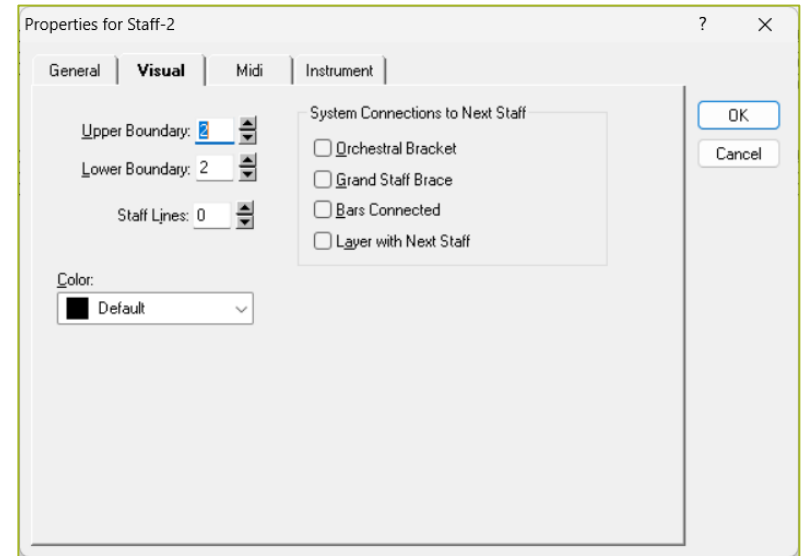 Properties for Staff-2 ?
General Visual Midi Instrument
Upper Boundary: 2
Lower Boundary: 2
Staff Lines: 0
Color:
Default
System Connections to Next Staff
Orchestral Bracket
Grand Staff Brace
Bars Connected
Layer with Next Staff
OK
Cancel